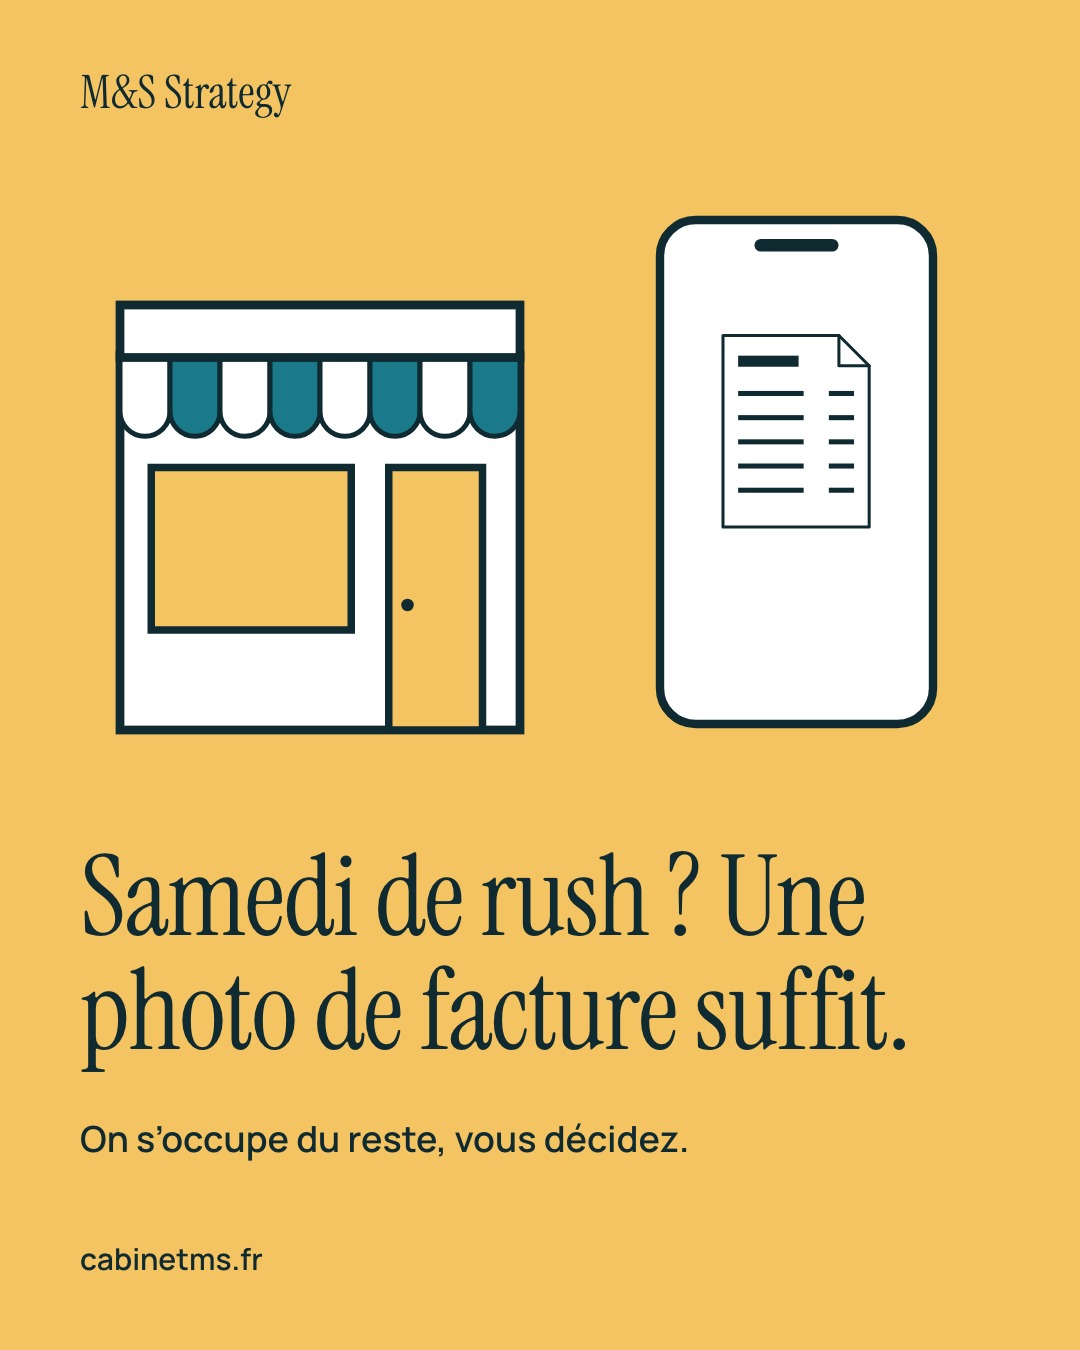 M&S Strategy
Samedi de rush ? Une
photo de facture suffit.
On s’occupe du reste, vous décidez.
cabinetms.fr